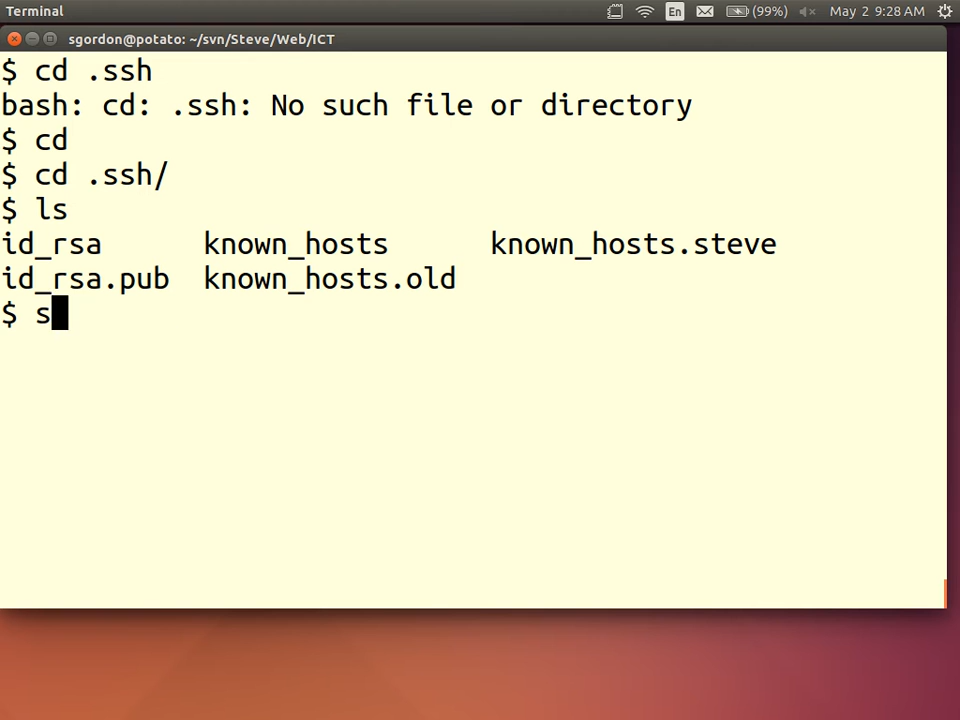 Terminal
En
(99%)
May 2 9:28 AM
sgordon@potato: ~/svn/Steve/Web/ICT
$ cd .ssh
bash: cd: .ssh: No such file or directory
$ cd
$ cd .ssh/
$ ls
id_rsa known_hosts known_hosts.steve
id_rsa.pub known_hosts.old
$ s